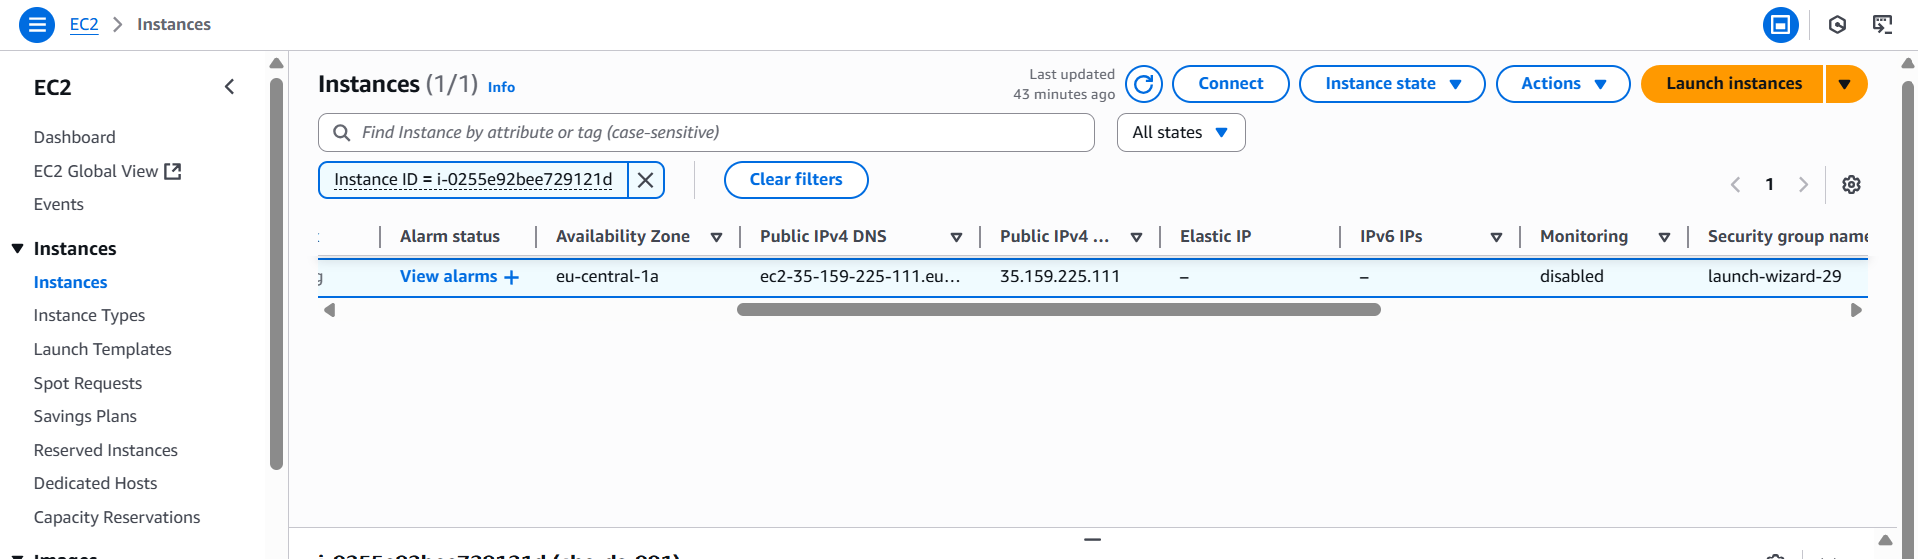 EC2 > Instances
EC2
Dashboard
EC2 Global View
Events
Instances
Instances
Instance Types
Launch Templates
Spot Requests
Savings Plans
Reserved Instances
Dedicated Hosts
Capacity Reservations
Images
Instances (1/1) Info
Last updated
43 minutes ago
Connect
Instance state
Actions
Launch instances
Find Instance by attribute or tag (case-sensitive)
All states
Instance ID = i-0255e92bee729121d
Clear filters
1
Alarm status Availability Zone Public IPv4 DNS Public IPv4 ... Elastic IP IPv6 IPs Monitoring Security group name
g View alarms + eu-central-1a ec2-35-159-225-111.eu... 35.159.225.111 – – disabled launch-wizard-29